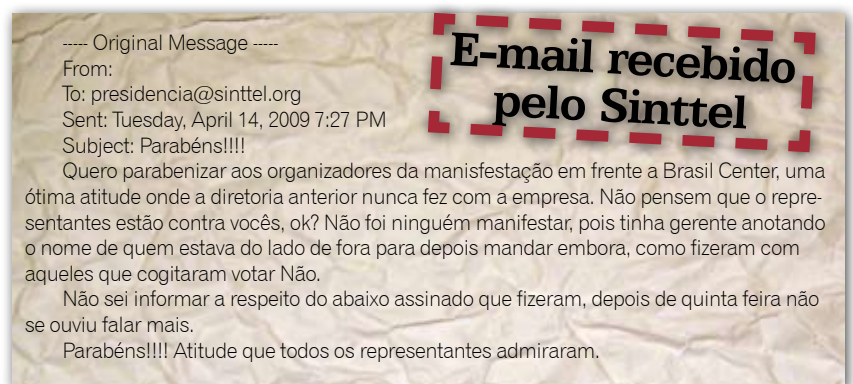 ----- Original Message -----
From:
To: presidencia@sinttel.org
Sent: Tuesday, April 14, 2009 7:27 PM
Subject: Parabéns!!!!
E-mail recebido
pelo Sinttel
Quero parabenizar aos organizadores da manisfestação em frente a Brasil Center, uma
ótima atitude onde a diretoria anterior nunca fez com a empresa. Não pensem que o repre-
sentantes estão contra vocês, ok? Não foi ninguém manifestar, pois tinha gerente anotando
o nome de quem estava do lado de fora para depois mandar embora, como fizeram com
aqueles que cogitaram votar Não.
Não sei informar a respeito do abaixo assinado que fizeram, depois de quinta feira não
se ouviu falar mais.
Parabéns!!!! Atitude que todos os representantes admiraram.